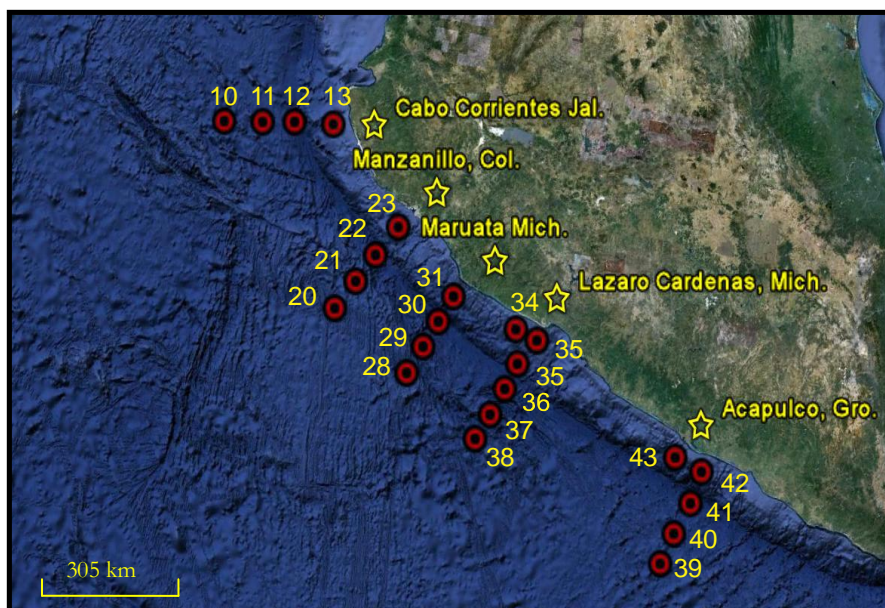 10 11 12 13
Cabo Corrientes Jal.
Manzanillo, Col.
23
22
Maruata Mich.
21
31
Lazaro Cardenas, Mich.
20
30
34
29
35
28
35
36
Acapulco, Gro.
37
38
43
42
41
40
305 km
39